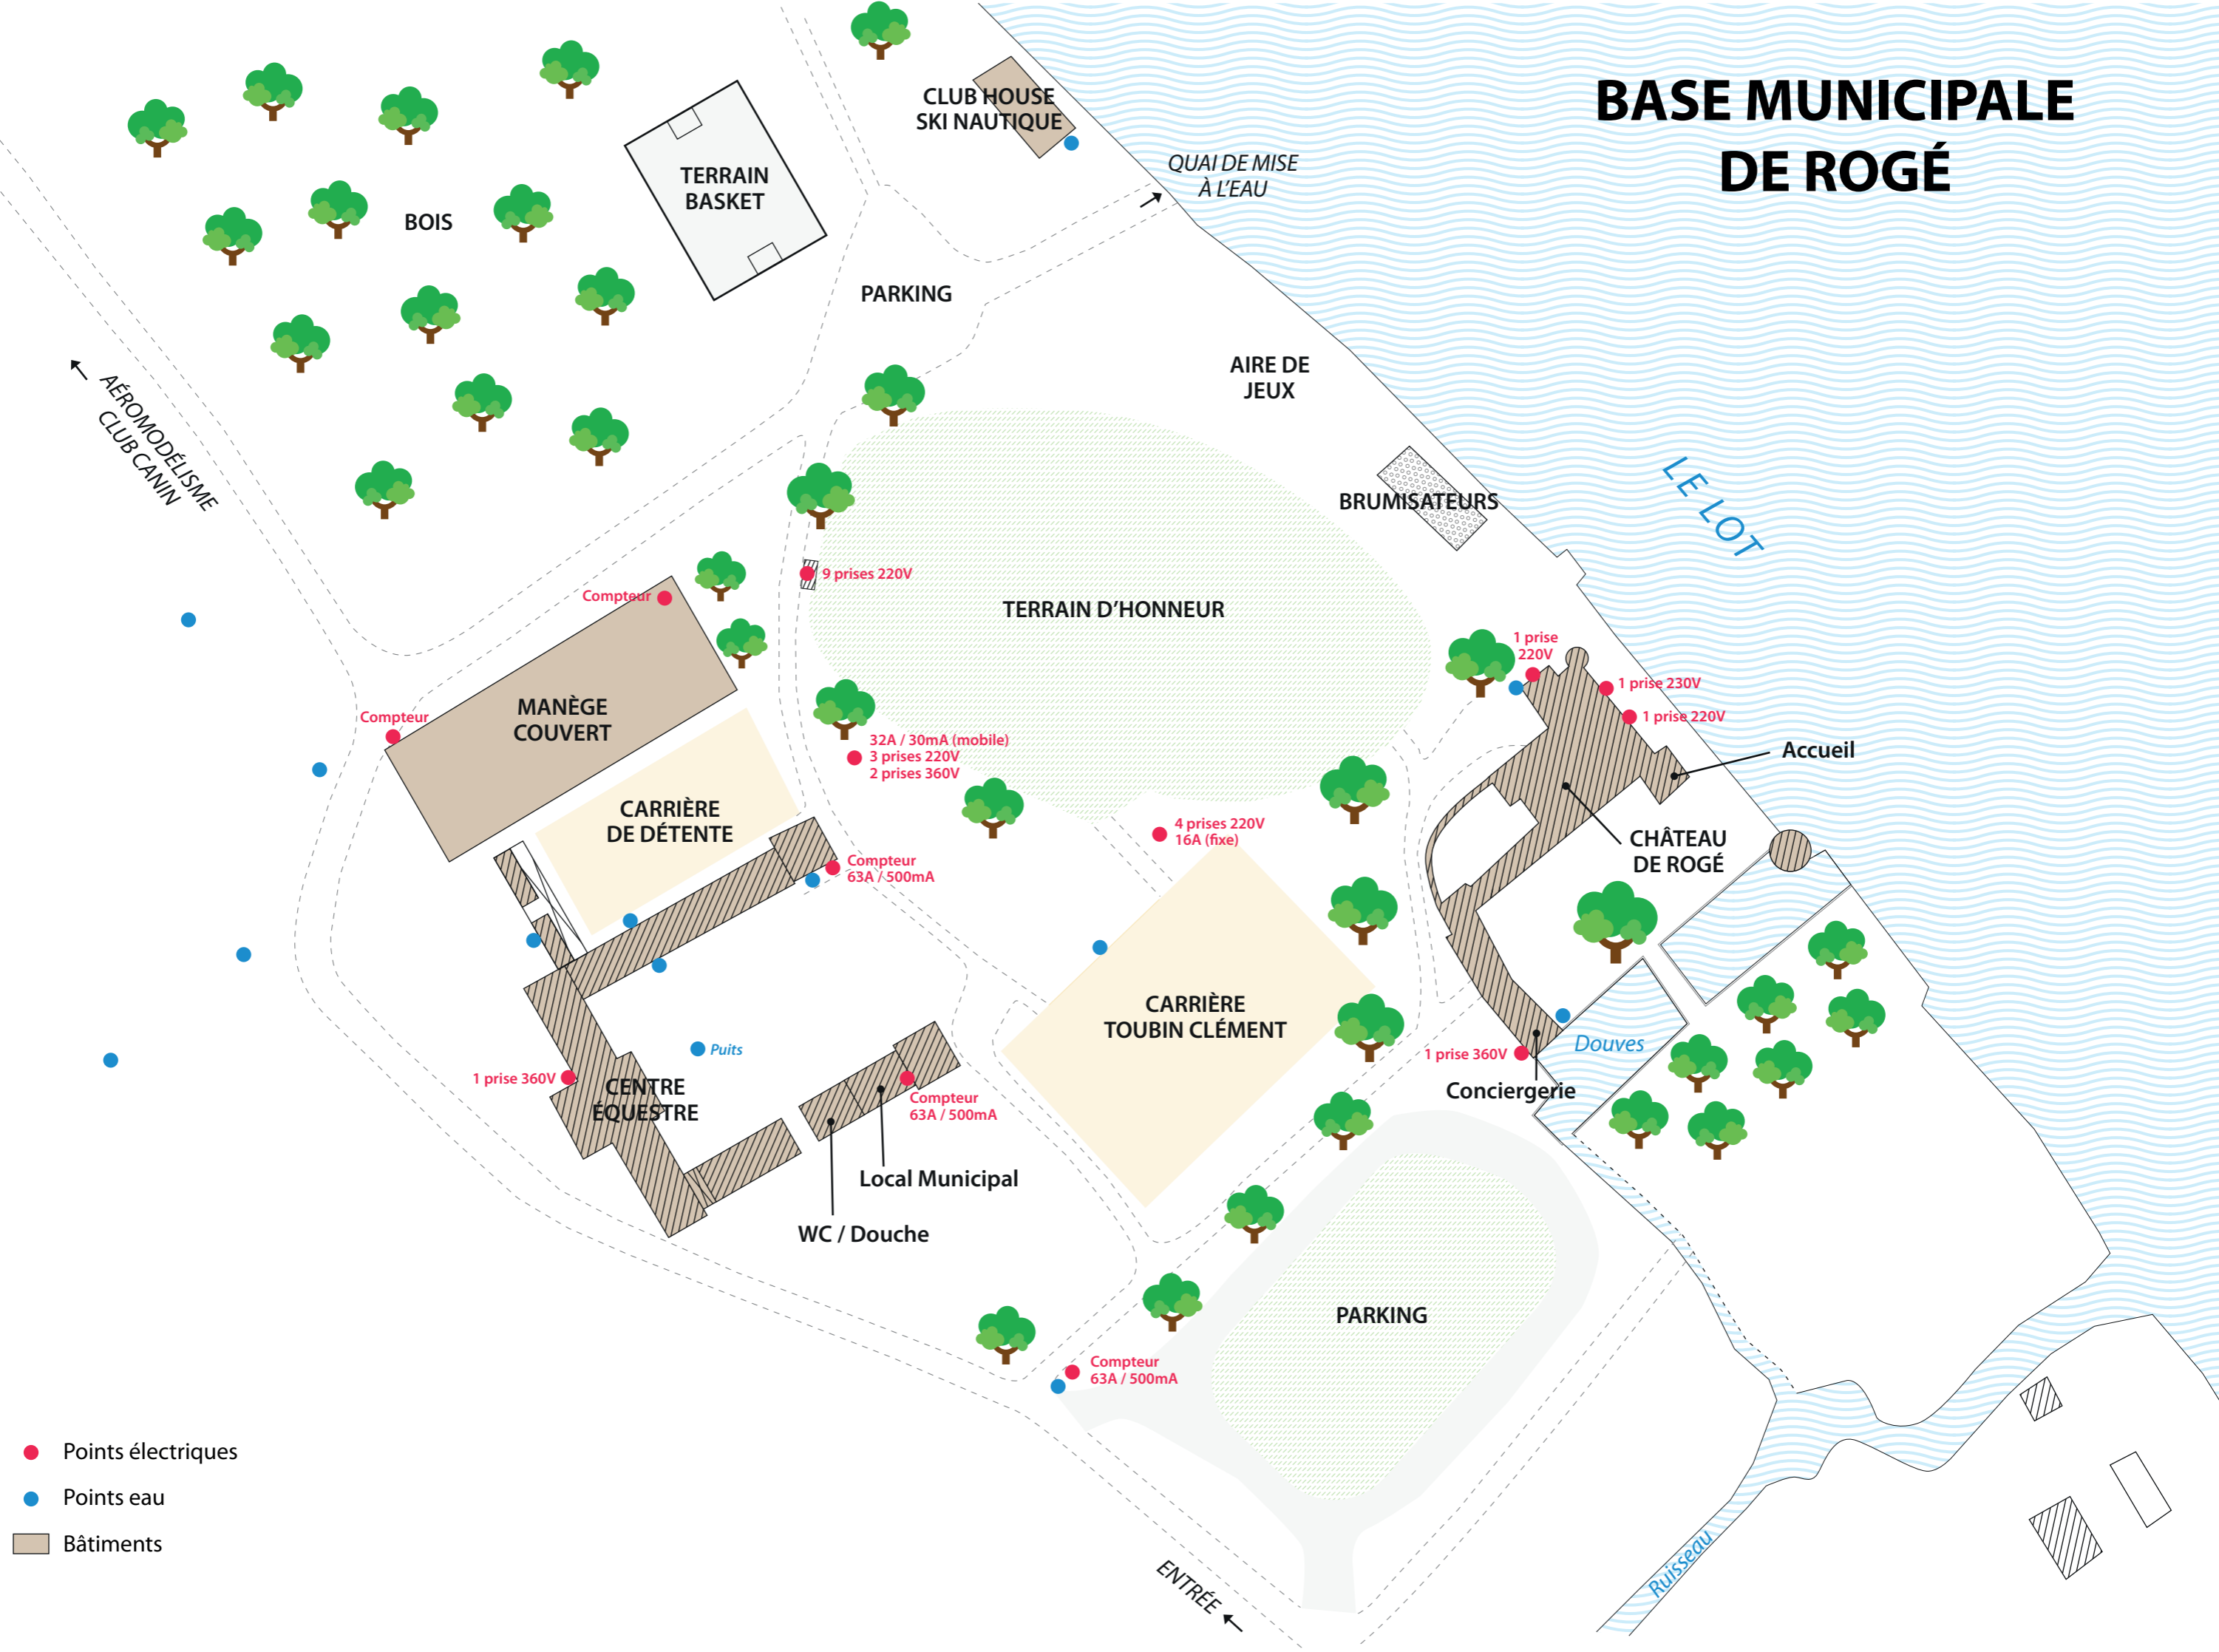 BASE MUNICIPALE
DE ROGÉ
CLUB HOUSE
SKI NAUTIQUE
QUAI DE MISE
À L'EAU
TERRAIN
BASKET
BOIS
PARKING
AIRE DE
JEUX
AÉROMODÉLISME
CLUB CANIN
BRUMISATEURS
LE LOT
9 prises 220V
Compteur
TERRAIN D'HONNEUR
1 prise
220V
1 prise 230V
1 prise 220V
MANÈGE
COUVERT
Compteur
32A / 30mA (mobile)
3 prises 220V
2 prises 360V
Accueil
CARRIÈRE
DE DÉTENTE
4 prises 220V
16A (fixe)
CHÂTEAU
DE ROGÉ
Compteur
63A / 500mA
CARRIÈRE
TOUBIN CLÉMENT
Puits
Douves
1 prise 360V
Conciergerie
1 prise 360V
CENTRE
ÉQUESTRE
Compteur
63A / 500mA
Local Municipal
WC / Douche
PARKING
Compteur
63A / 500mA
Points électriques
Points eau
Bâtiments
ENTRÉE
Ruisseau